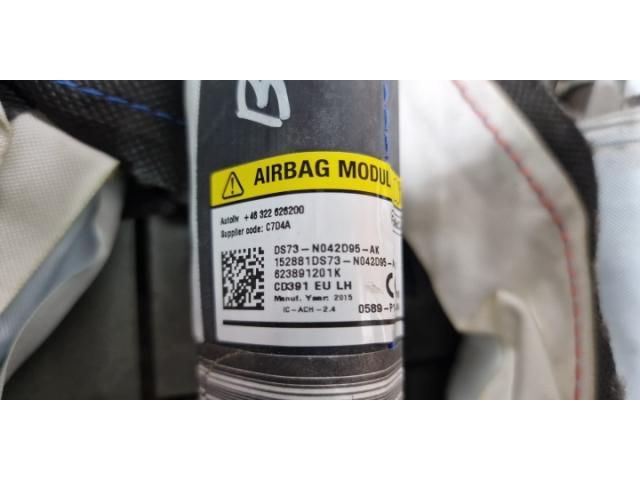 AIRBAG MODUL
Autoliv +46 322 626200
Supplier code: C704A
DS73-N042D95-AK
152881DS73-N042D95-A
623891201K
CD391 EU LH
Manuf. Year: 2015
IC-ACH-2.4
0589-P1